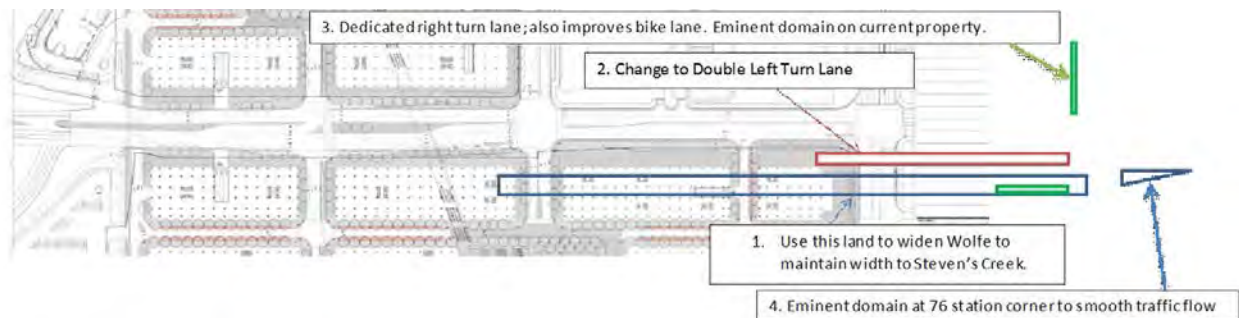 3. Dedicated right turn lane; also improves bike lane. Eminent domain on current property.
2. Change to Double Left Turn Lane
1. Use this land to widen Wolfe to
maintain width to Steven's Creek.
4. Eminent domain at 76 station corner to smooth traffic flow